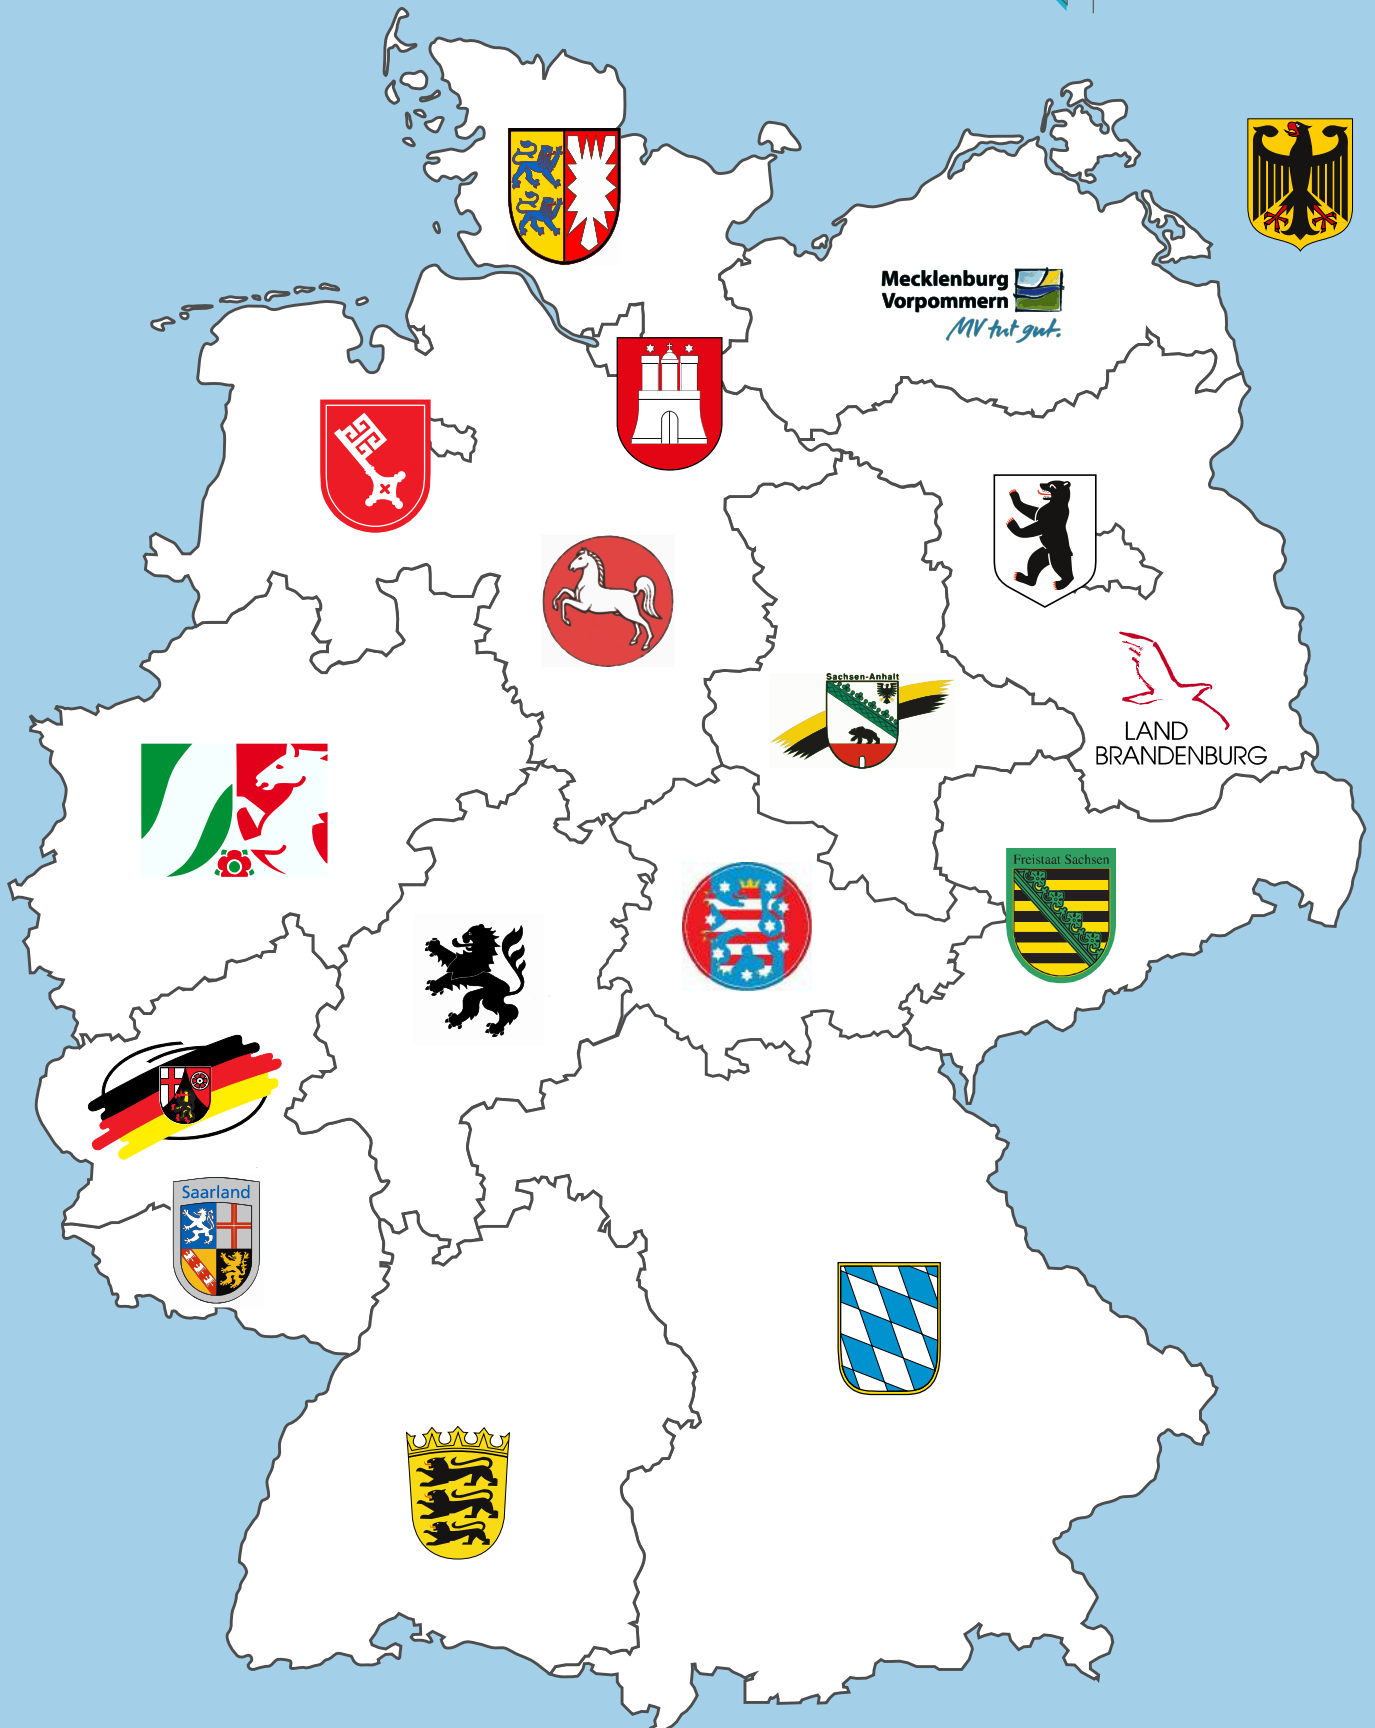 Mecklenburg
Vorpommern
MV tut gut.
Sachsen-Anhalt
LAND
BRANDENBURG
Freistaat Sachsen
Saarland